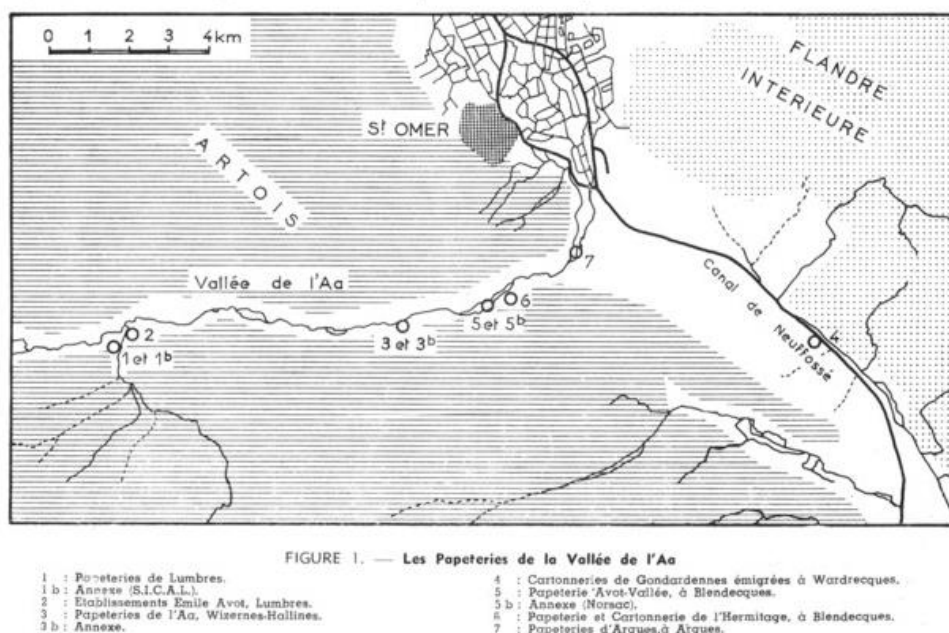 0 1 2 3 4 km
FLANDRE
INTERIEURE
St OMER
ARTOIS
Vallée de l'Aa
7
6
5 et 5b
3 et 3b
2
1 et 1b
Canal de Neuffossé
4
FIGURE 1. — Les Papeteries de la Vallée de l'Aa
1 : Papeteries de Lumbres.
1 b : Annexe (S.I.C.A.L.).
2 : Etablissements Emile Avot, Lumbres.
3 : Papeteries de l'Aa, Wizernes-Hallines.
3 b : Annexe.
4 : Cartonneries de Gondardennes émigrées à Wardrecques.
5 : Papeterie Avot-Vallée, à Blendecques.
5 b : Annexe (Norsac).
6 : Papeterie et Cartonnerie de l'Hermitage, à Blendecques.
7 : Papeteries d'Arques, à Arques.